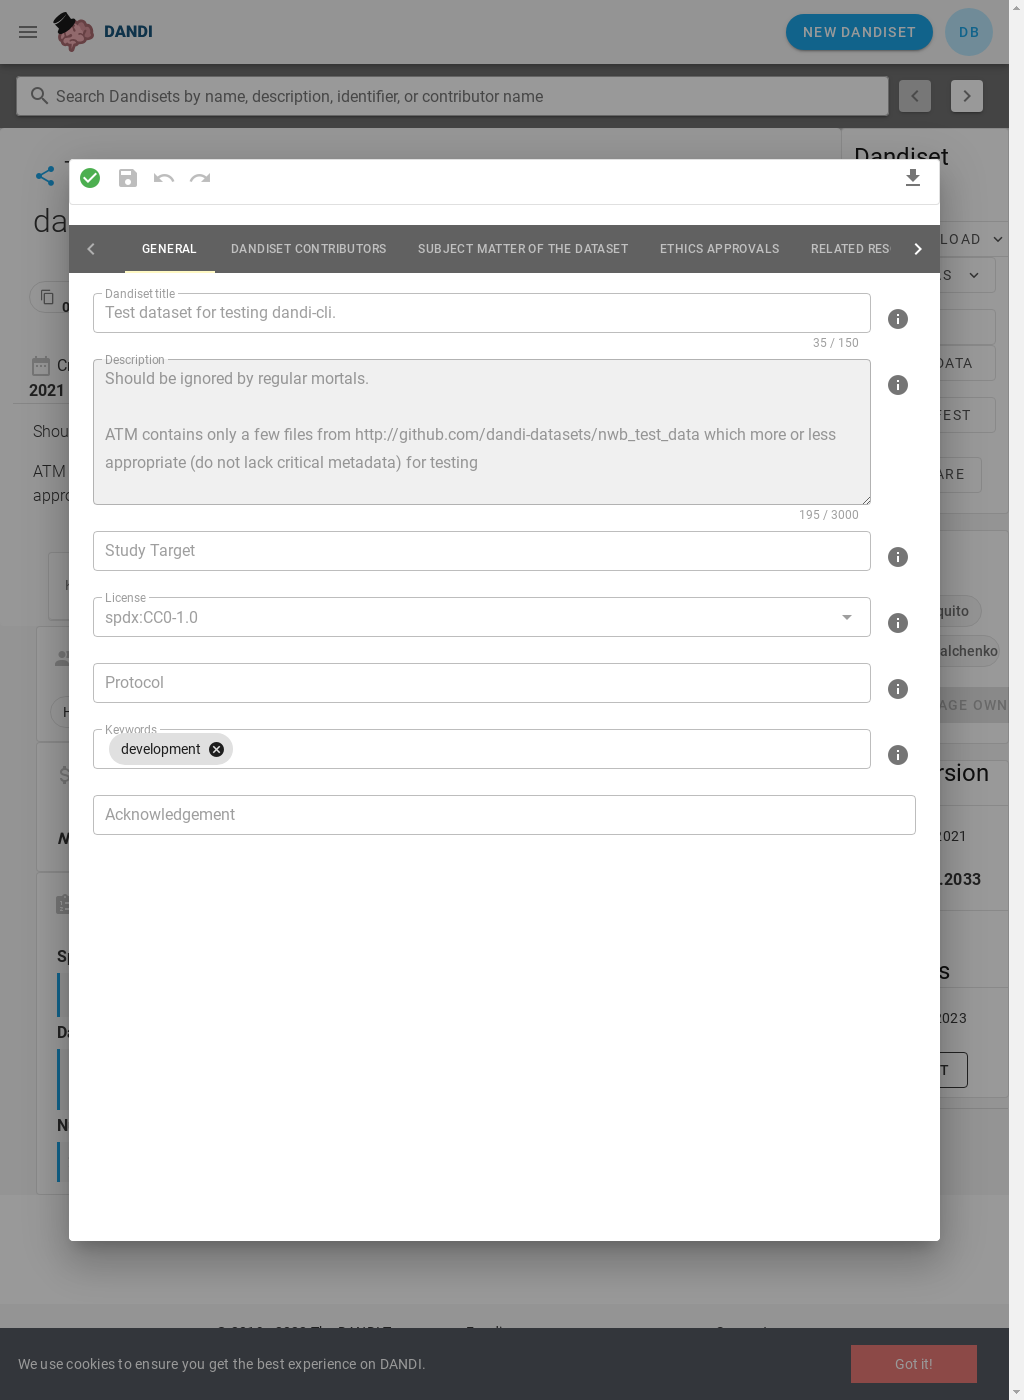 DANDI
NEW DANDISET
DB
Search Dandisets by name, description, identifier, or contributor name
Dandiset
GENERAL
DANDISET CONTRIBUTORS
SUBJECT MATTER OF THE DATASET
ETHICS APPROVALS
Dandiset title
Test dataset for testing dandi-cli.
35 / 150
Description
Should be ignored by regular mortals.
ATM contains only a few files from http://github.com/dandi-datasets/nwb_test_data which more or less
appropriate (do not lack critical metadata) for testing
195 / 3000
Study Target
License
spdx:CC0-1.0
Protocol
Keywords
development
Acknowledgement
2021
ATM
We use cookies to ensure you get the best experience on DANDI.
Got it!